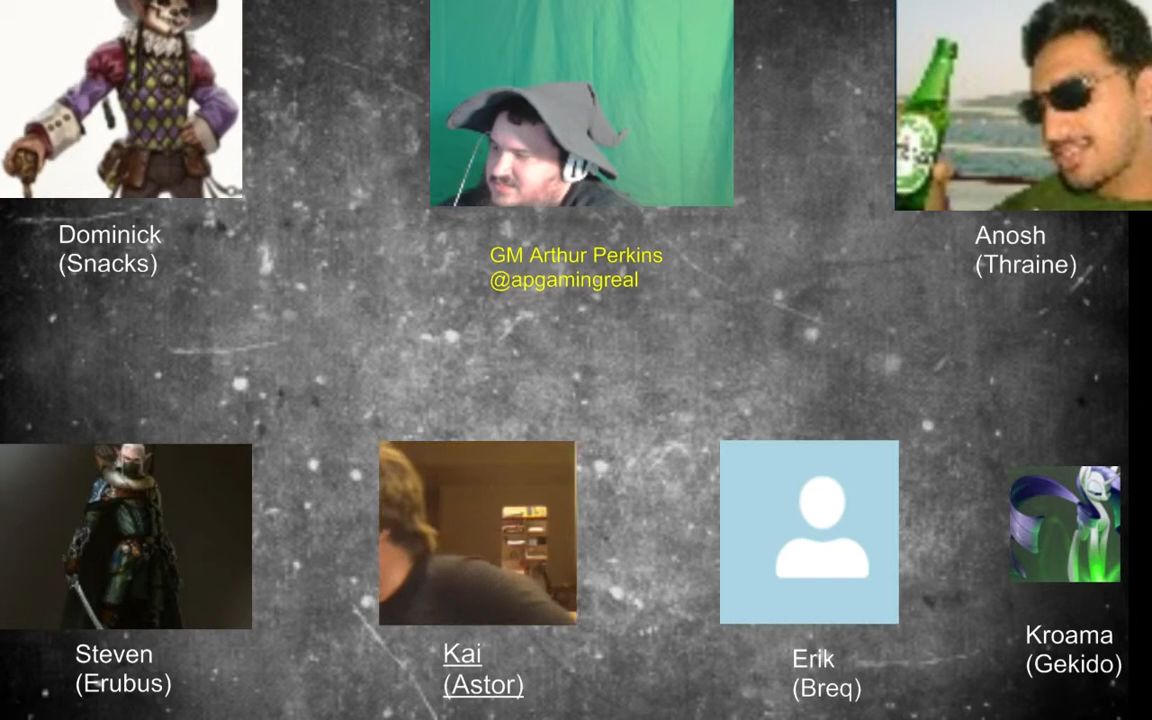 Dominick
(Snacks)
GM Arthur Perkins
@apgamingreal
Anosh
(Thraine)
Steven
(Erubus)
Kai
(Astor)
Erik
(Breq)
Kroama
(Gekido)